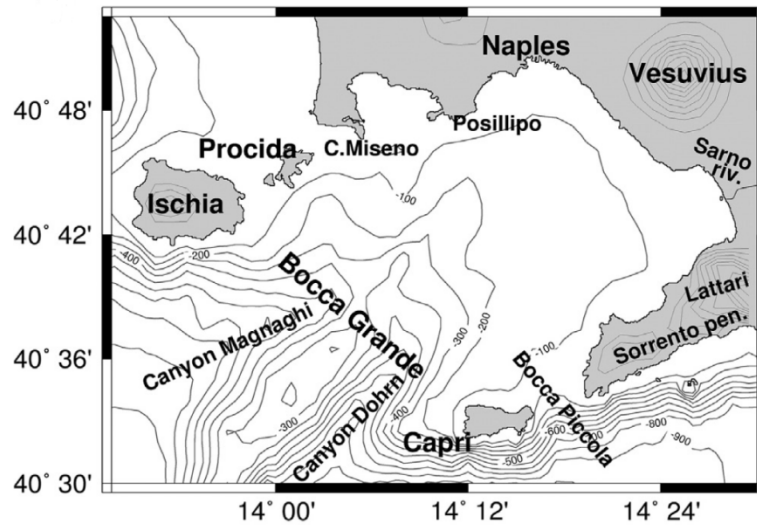 Naples
Vesuvius
40° 48'
Posillipo
Procida
C.Miseno
Sarno
riv.
-100
Ischia
40° 42'
-400
-200
Bocca Grande
Lattari
Canyon Magnaghi
-300
-200
Sorrento pen.
40° 36'
-100
Bocca Piccola
Canyon Dohrn
-400
-300
-600
-800
Capri
-900
-500
40° 30'
14° 00'
14° 12'
14° 24'